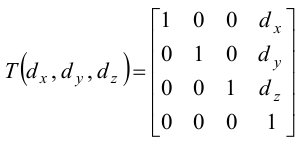 T(d_x, d_y, d_z) = [1 0 0 d_x
0 1 0 d_y
0 0 1 d_z
0 0 0 1]